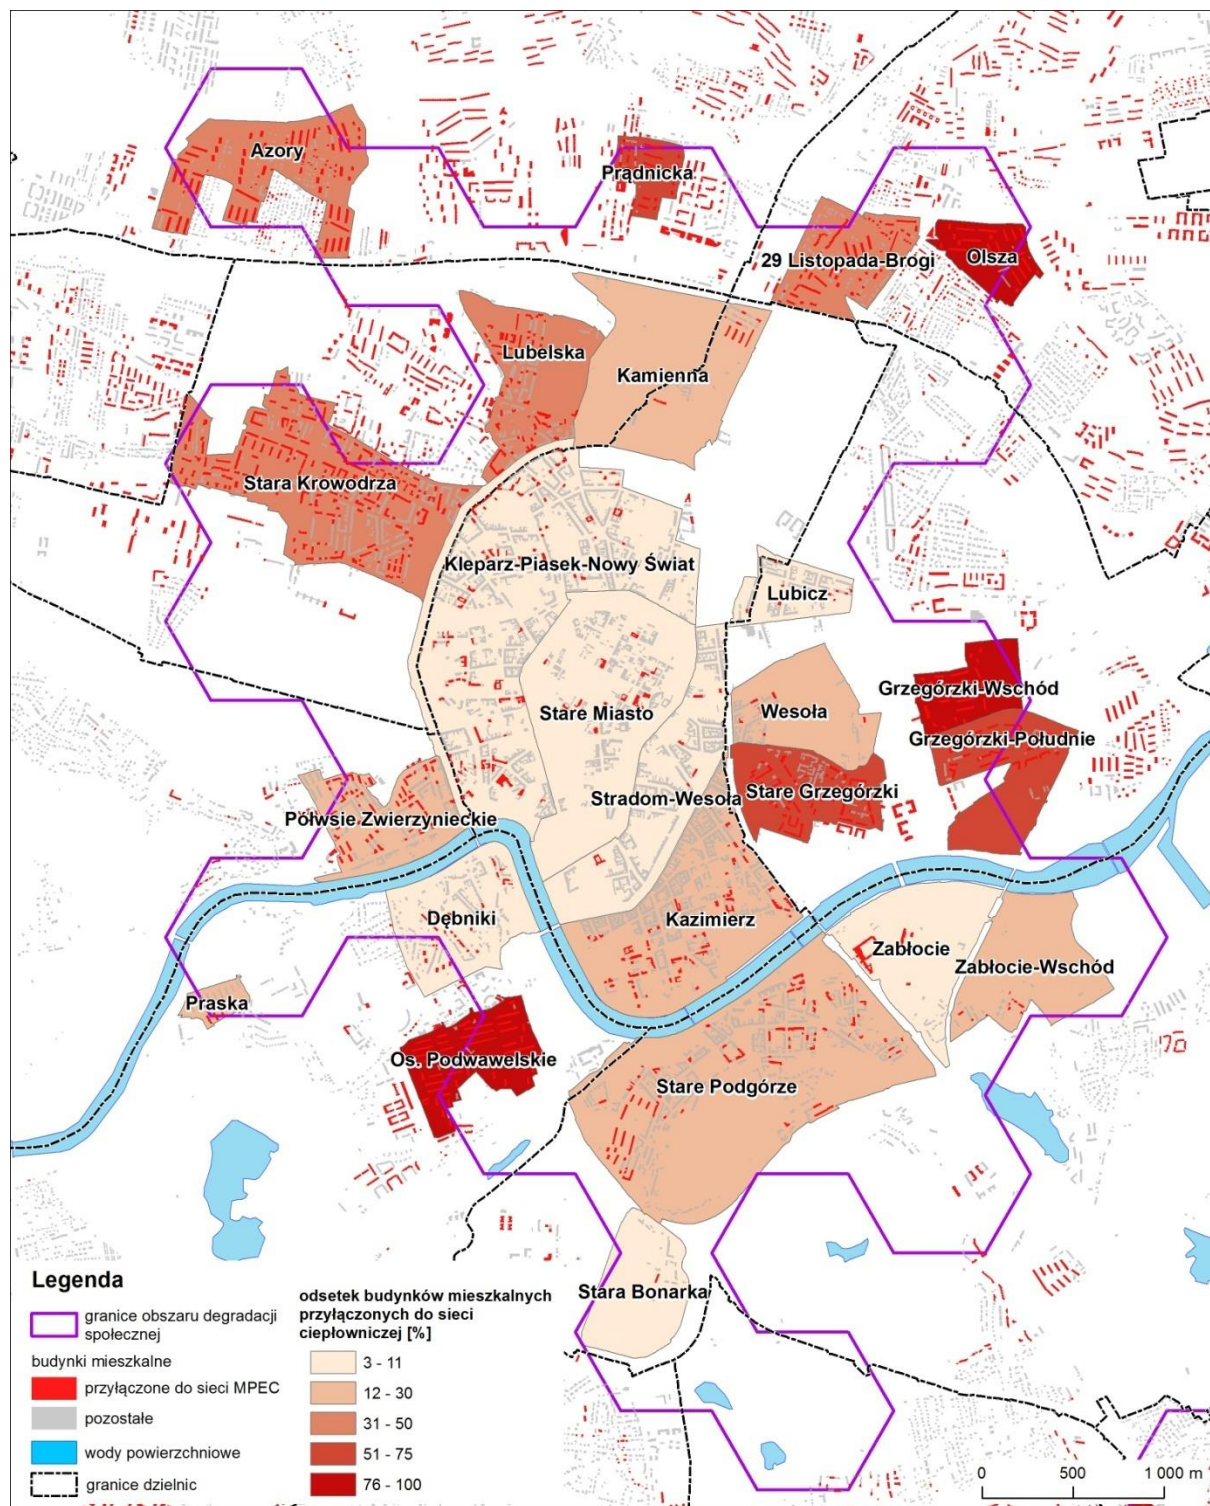 Azory
Prądnicka
29 Listopada-Brogi
Olsza
Lubelska
Kamienna
Stara Krowodrza
Kleparz-Piasek-Nowy Świat
Lubicz
Grzegórzki-Wschód
Wesoła
Stare Miasto
Grzegórzki-Południe
Stradom-Wesoła
Stare Grzegórzki
Półwsie Zwierzynieckie
Dębniki
Kazimierz
Zabłocie
Zabłocie-Wschód
Praska
Os. Podwawelskie
Stare Podgórze
Stara Bonarka
Legenda
granice obszaru degradacji
społecznej
budynki mieszkalne
przyłączone do sieci MPEC
pozostałe
wody powierzchniowe
granice dzielnic
odsetek budynków mieszkalnych
przyłączonych do sieci
ciepłowniczej [%]
3 - 11
12 - 30
31 - 50
51 - 75
76 - 100
0 500 1 000 m